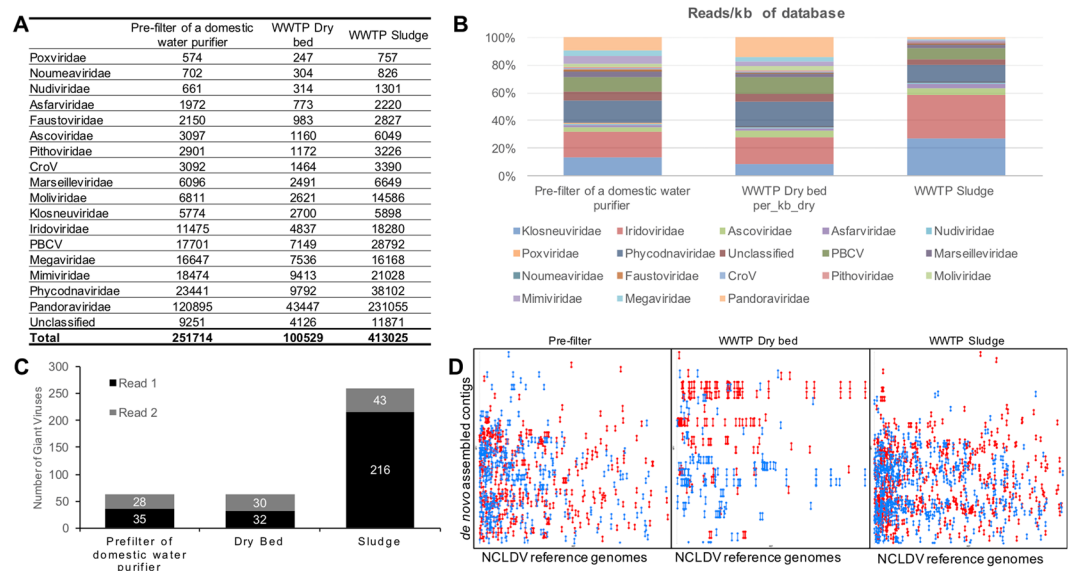 A
Pre-filter of a domestic water purifier WWTP Dry bed WWTP Sludge
Poxviridae 574 247 757
Noumeaviridae 702 304 826
Nudiviridae 661 314 1301
Asfarviridae 1972 773 2220
Faustoviridae 2150 983 2827
Ascoviridae 3097 1160 6049
Pithoviridae 2901 1172 3226
CroV 3092 1464 3390
Marseilleviridae 6096 2491 6649
Moliviridae 6811 2621 14586
Klosneuviridae 5774 2700 5898
Iridoviridae 11475 4837 18280
PBCV 17701 7149 28792
Megaviridae 16647 7536 16168
Mimiviridae 18474 9413 21028
Phycodnaviridae 23441 9792 38102
Pandoraviridae 120895 43447 231055
Unclassified 9251 4126 11871
Total 251714 100529 413025
B
Reads/kb of database
100%
80%
60%
40%
20%
0%
Pre-filter of a domestic water purifier
WWTP Dry bed per_kb_dry
WWTP Sludge
Klosneuviridae Iridoviridae Ascoviridae Asfarviridae Nudiviridae
Poxviridae Phycodnaviridae Unclassified PBCV Marseilleviridae
Noumeaviridae Faustoviridae CroV Pithoviridae Moliviridae
Mimiviridae Megaviridae Pandoraviridae
C
Number of Giant Viruses
300
250
200
150
100
50
0
Read 1
Read 2
28
35
30
32
43
216
Prefilter of domestic water purifier
Dry Bed
Sludge
D
Pre-filter WWTP Dry bed WWTP Sludge
de novo assembled contigs
NCLDV reference genomes NCLDV reference genomes NCLDV reference genomes